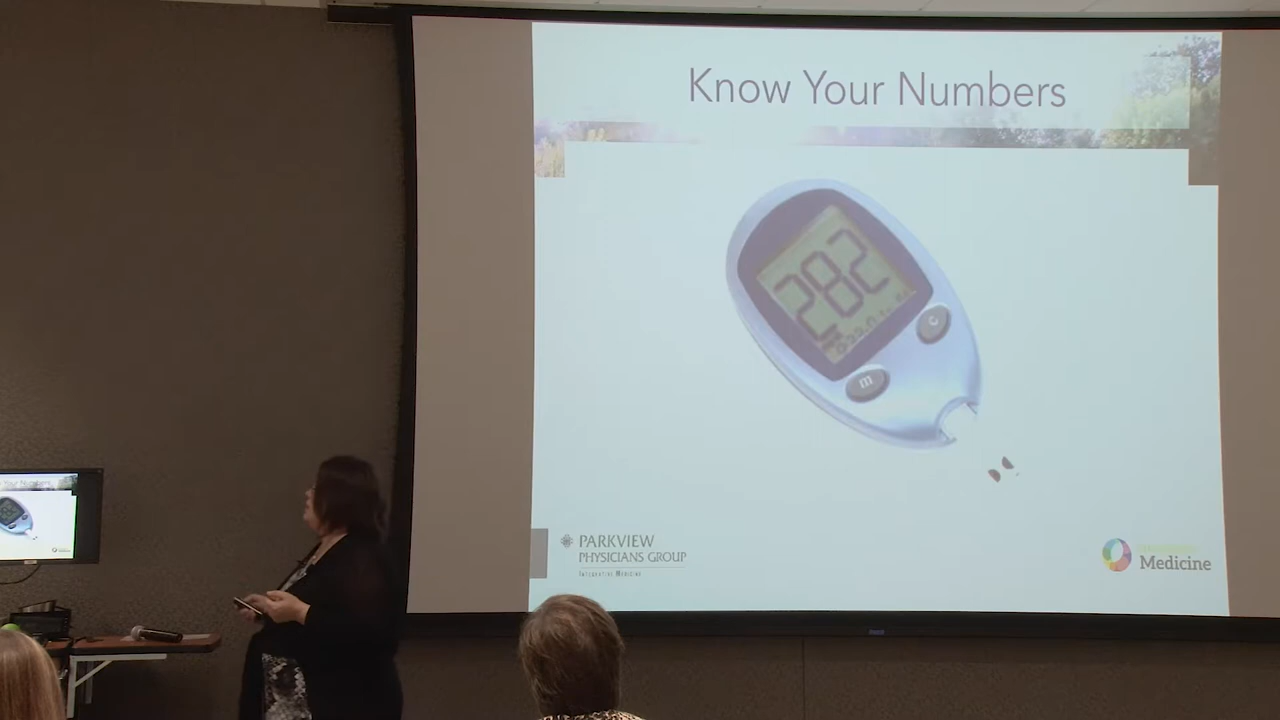 Know Your Numbers
282
m
c
PARKVIEW
PHYSICIANS GROUP
INTEGRATIVE MEDICINE
Medicine